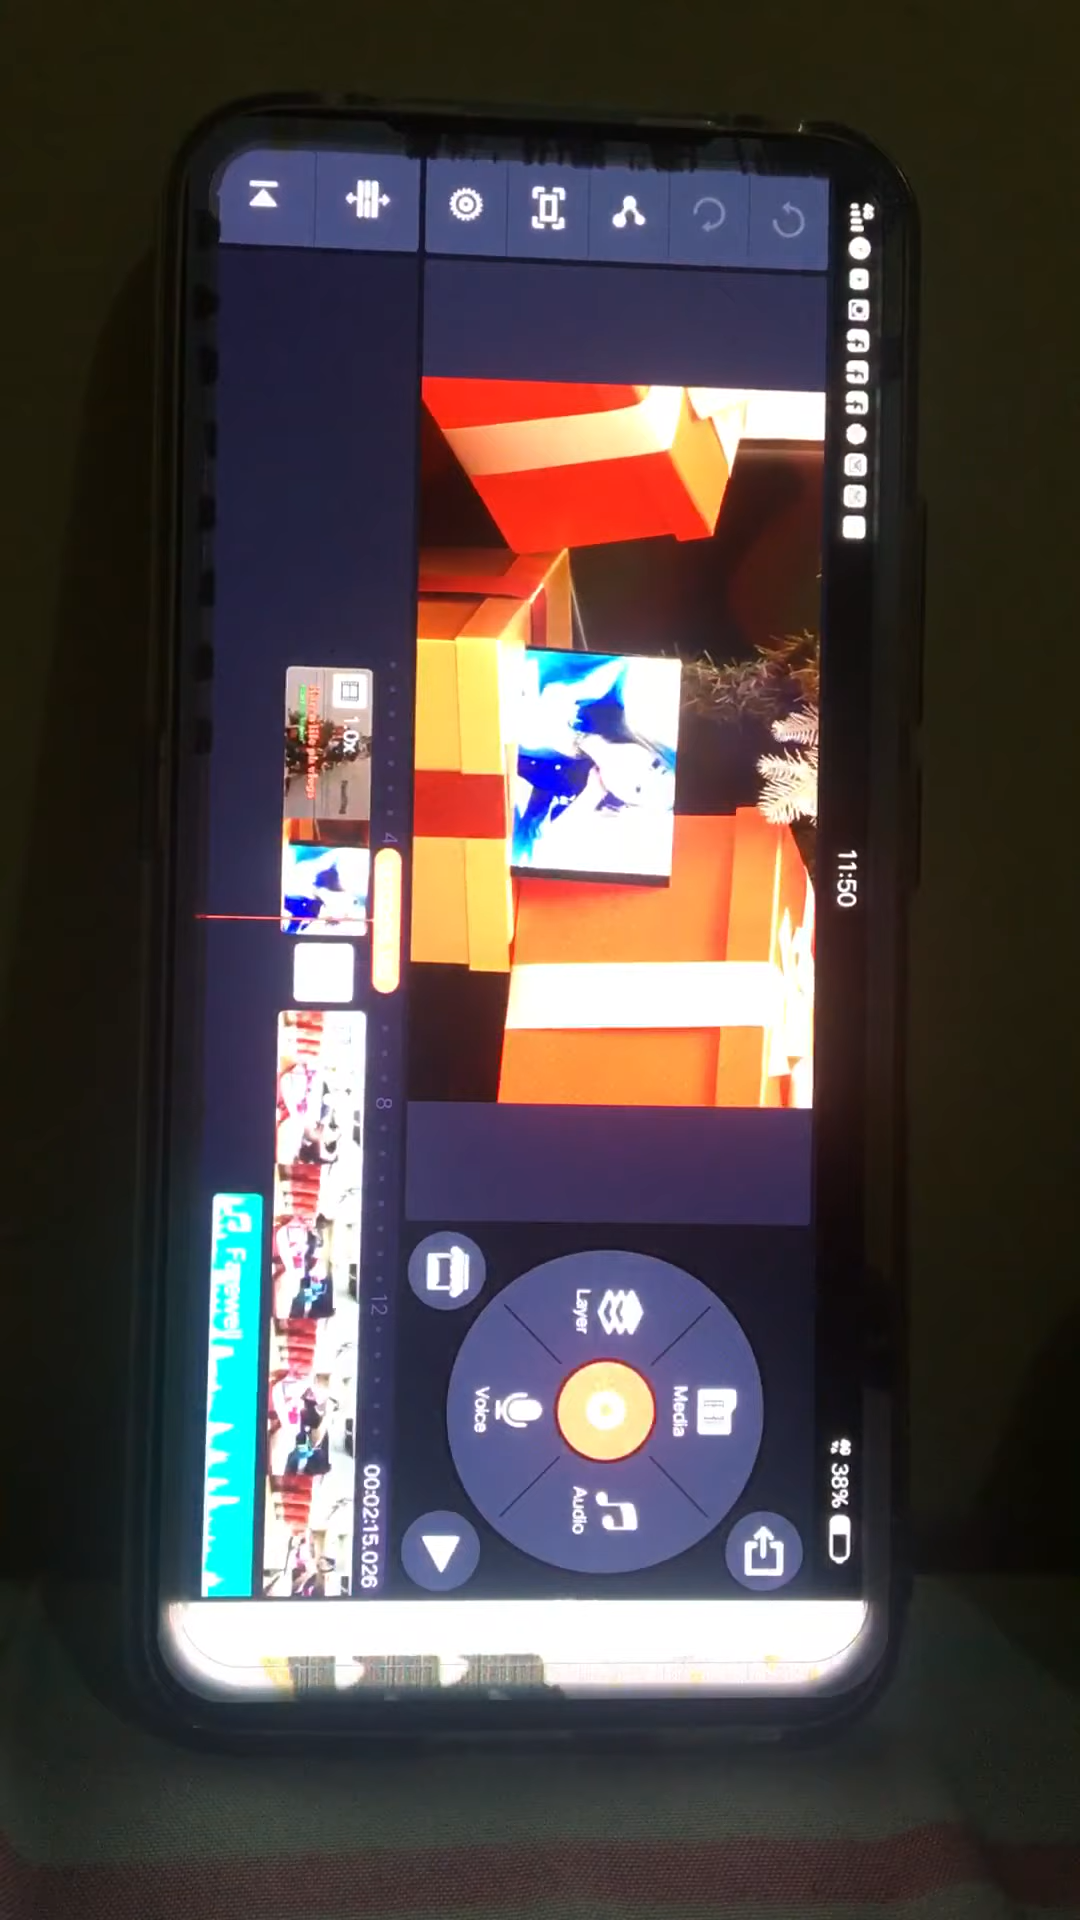 11:50
38%
Media
Layer
Audio
Voice
4
8
12
00:02:15.026
1.0x
Farewell